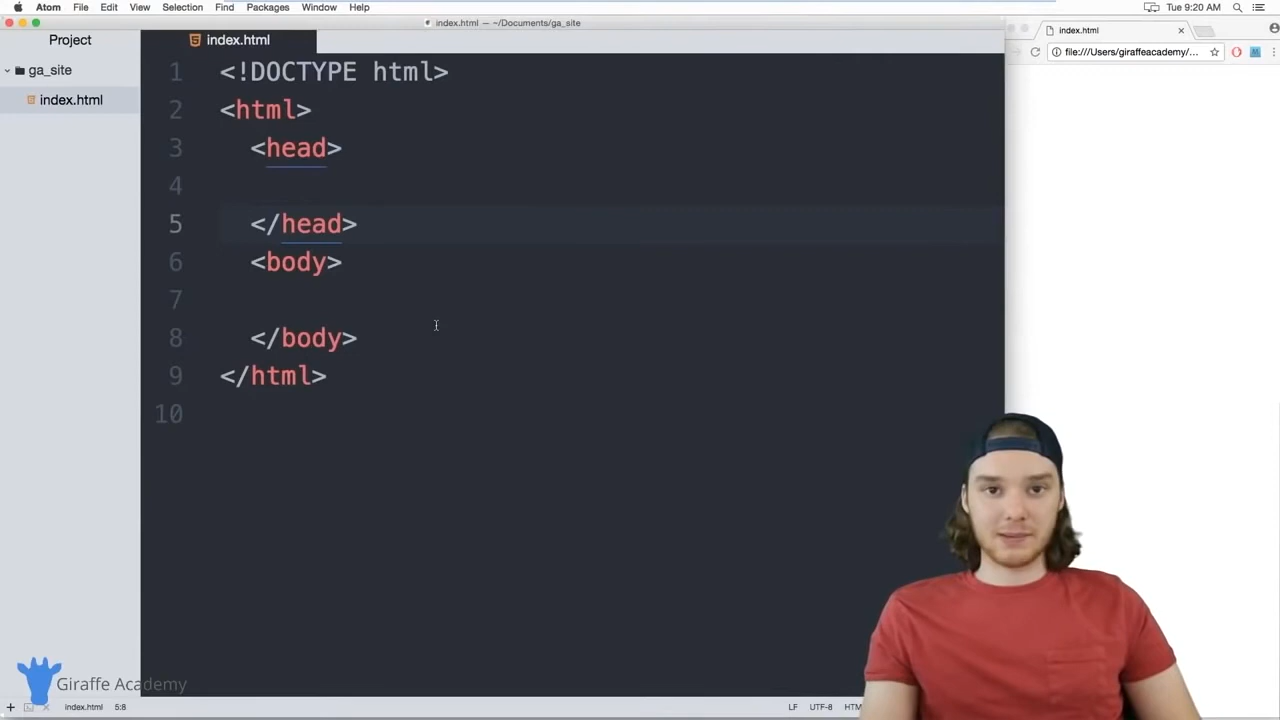 Atom File Edit View Selection Find Packages Window Help
Tue 9:20 AM
index.html — ~/Documents/ga_site
index.html
Project
index.html
file:///Users/giraffeacademy/...
ga_site
index.html
1 <!DOCTYPE html>
2 <html>
3 <head>
4
5 </head>
6 <body>
7
8 </body>
9 </html>
10
Giraffe Academy
index.html 5:8
LF UTF-8 HTM